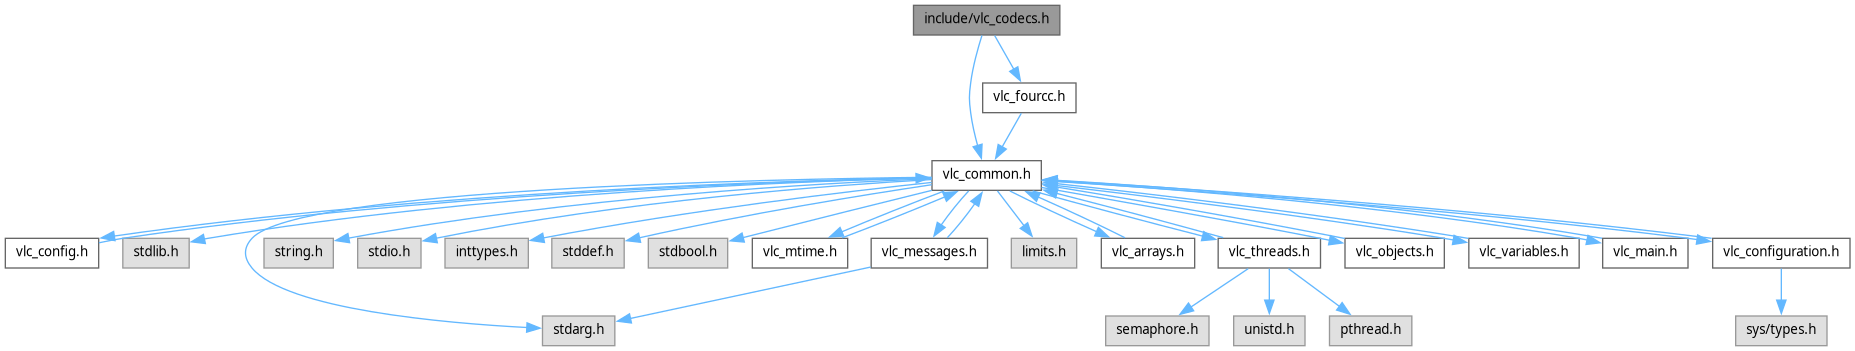 include/vlc_codecs.h
vlc_fourcc.h
vlc_common.h
vlc_config.h
stdlib.h
string.h
stdio.h
inttypes.h
stddef.h
stdbool.h
vlc_mtime.h
vlc_messages.h
limits.h
vlc_arrays.h
vlc_threads.h
vlc_objects.h
vlc_variables.h
vlc_main.h
vlc_configuration.h
stdarg.h
semaphore.h
unistd.h
pthread.h
sys/types.h